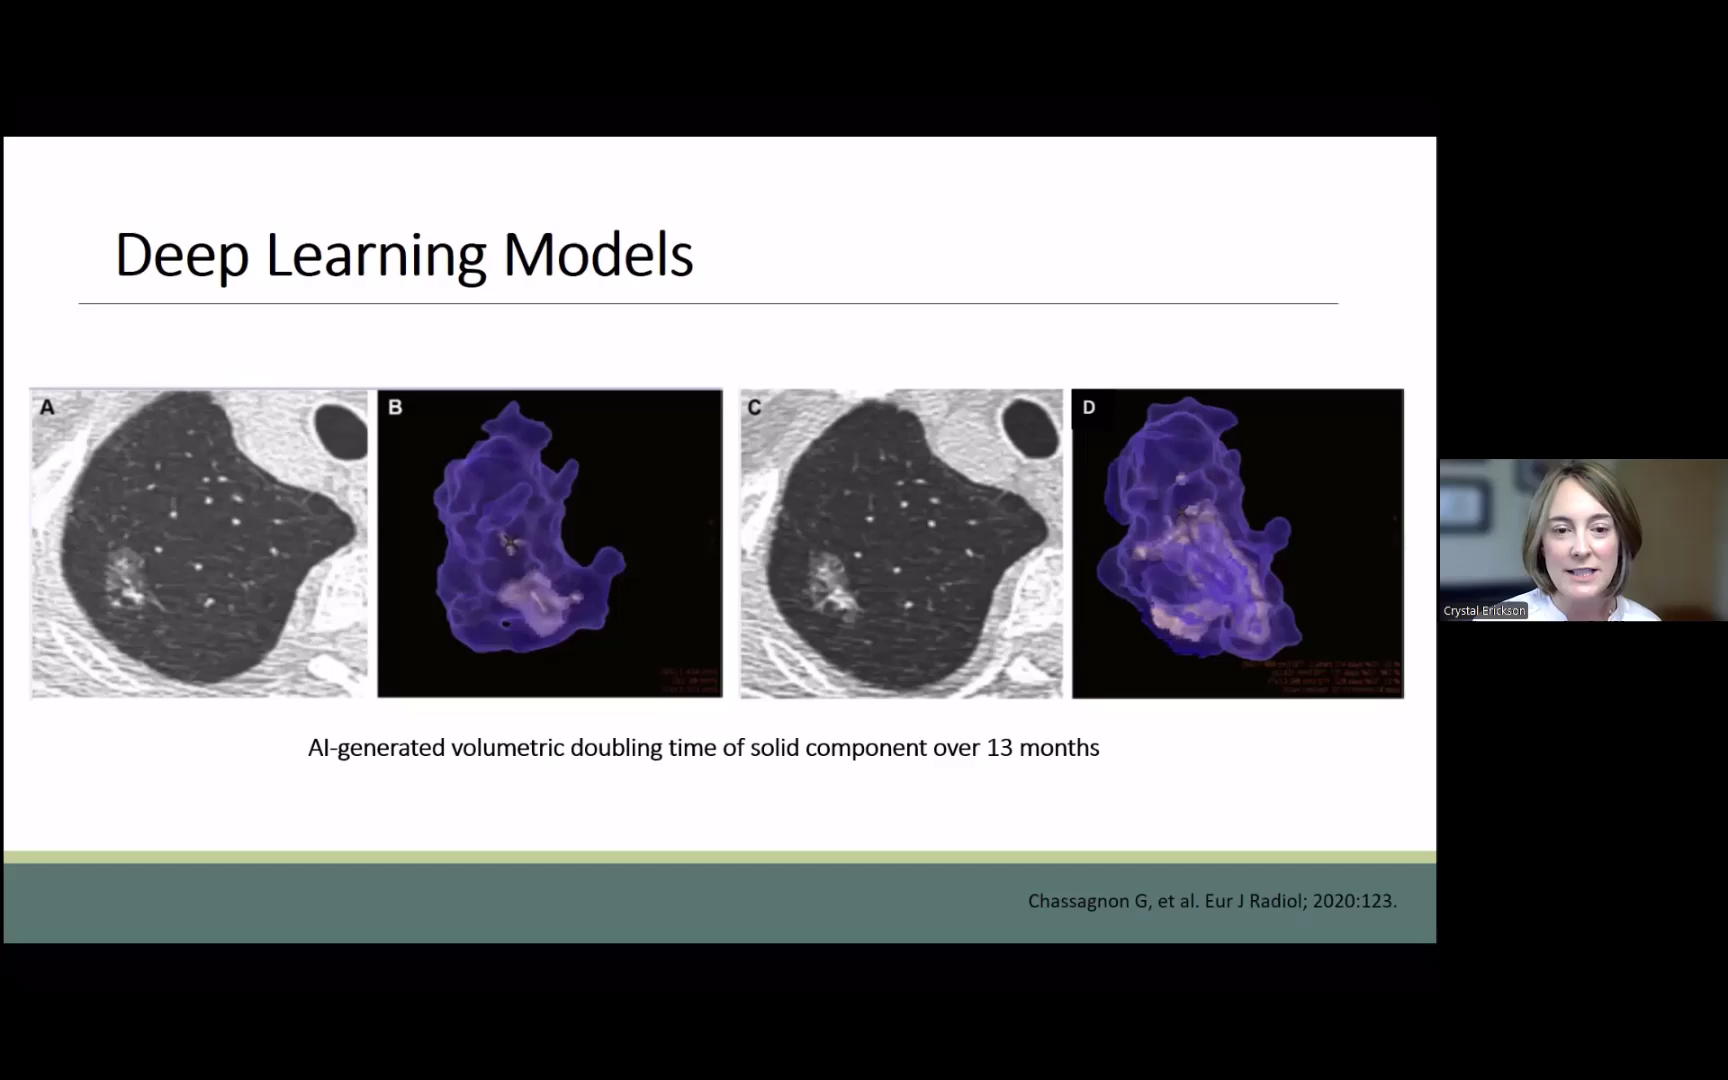 Deep Learning Models
A
B
C
D
AI-generated volumetric doubling time of solid component over 13 months
Crystal Erickson
Chassagnon G, et al. Eur J Radiol; 2020:123.